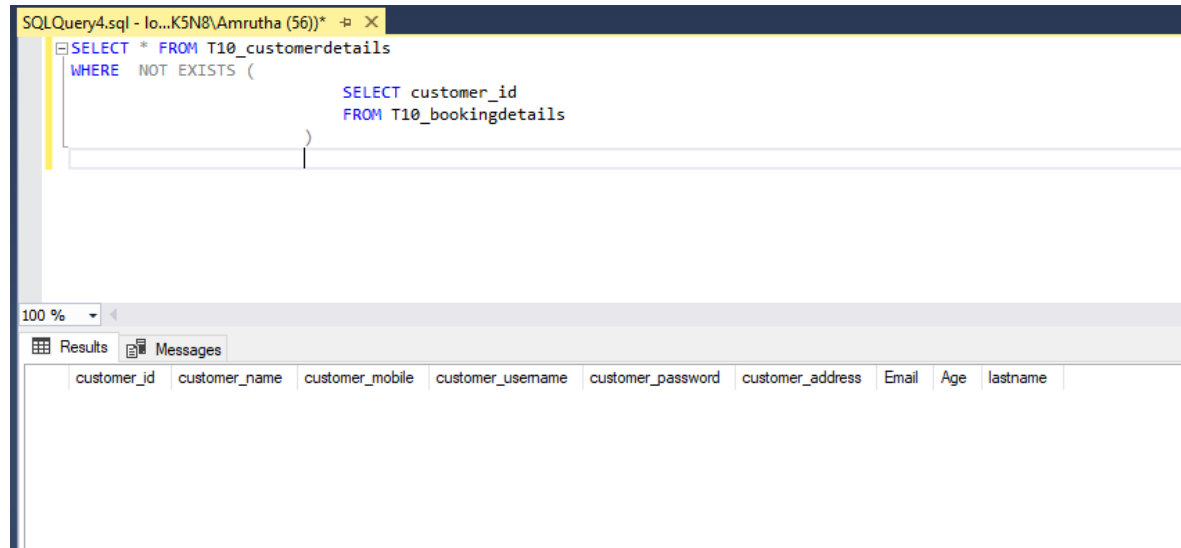 SQLQuery4.sql - lo...K5N8\Amrutha (56))*
SELECT * FROM T10_customerdetails
WHERE NOT EXISTS (
SELECT customer_id
FROM T10_bookingdetails
)
100 %
Results Messages
customer_id customer_name customer_mobile customer_username customer_password customer_address Email Age lastname